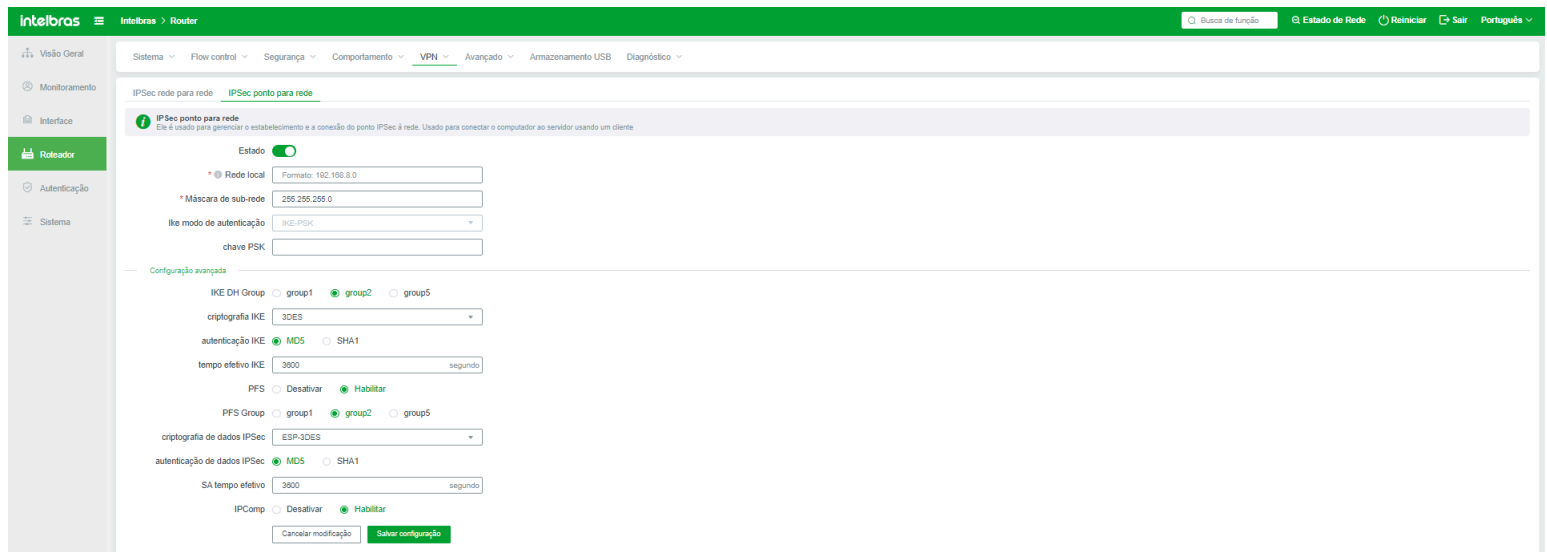 intelbras Intelbras > Router Busca de função Estado de Rede Reiniciar Sair Português
Visão Geral
Monitoramento
Interface
Roteador
Autenticação
Sistema
Sistema Flow control Segurança Comportamento VPN Avançado Armazenamento USB Diagnóstico
IPSec rede para rede IPSec ponto para rede
IPSec ponto para rede
Ele é usado para gerenciar o estabelecimento e a conexão do ponto IPSec à rede. Usado para conectar o computador ao servidor usando um cliente
Estado
* Rede local Formato: 192.168.8.0
* Máscara de sub-rede 255.255.255.0
Ike modo de autenticação IKE-PSK
chave PSK
Configuração avançada
IKE DH Group group1 group2 group5
criptografia IKE 3DES
autenticação IKE MD5 SHA1
tempo efetivo IKE 3600 segundo
PFS Desativar Habilitar
PFS Group group1 group2 group5
criptografia de dados IPSec ESP-3DES
autenticação de dados IPSec MD5 SHA1
SA tempo efetivo 3600 segundo
IPComp Desativar Habilitar
Cancelar modificação Salvar configuração